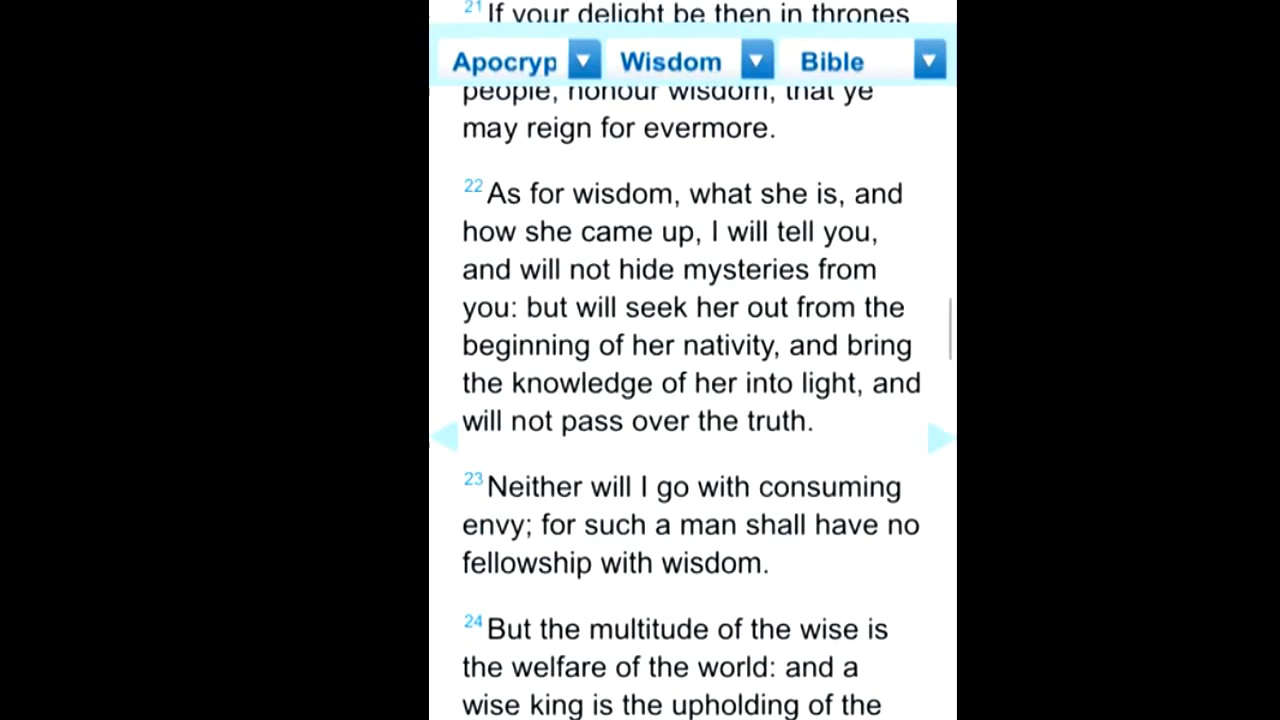 21 If your delight be then in thrones
Apocryp Wisdom Bible
people, honour wisdom, that ye
may reign for evermore.
22 As for wisdom, what she is, and
how she came up, I will tell you,
and will not hide mysteries from
you: but will seek her out from the
beginning of her nativity, and bring
the knowledge of her into light, and
will not pass over the truth.
23 Neither will I go with consuming
envy; for such a man shall have no
fellowship with wisdom.
24 But the multitude of the wise is
the welfare of the world: and a
wise king is the upholding of the